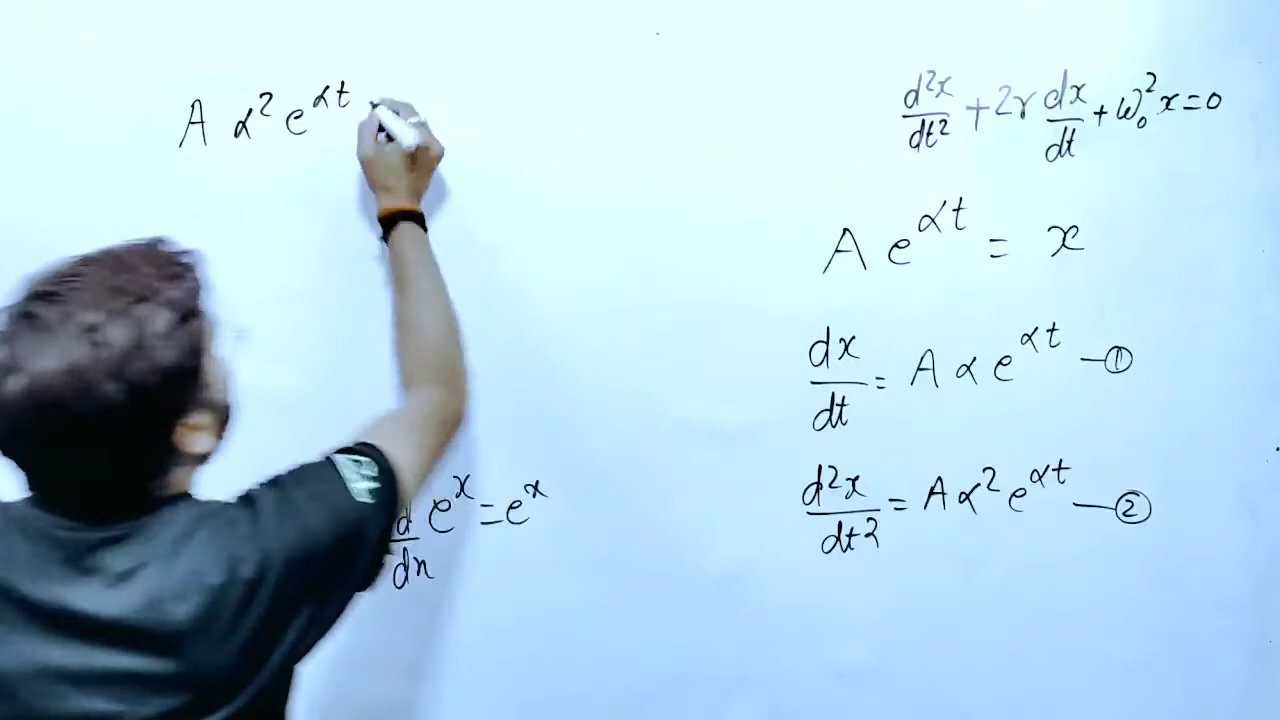 A α² e^{αt}
d²x/dt² + 2r dx/dt + ω₀² x = 0
A e^{αt} = x
dx/dt = A α e^{αt} —①
d²x/dt² = A α² e^{αt} —②
d/dx e^x = e^x